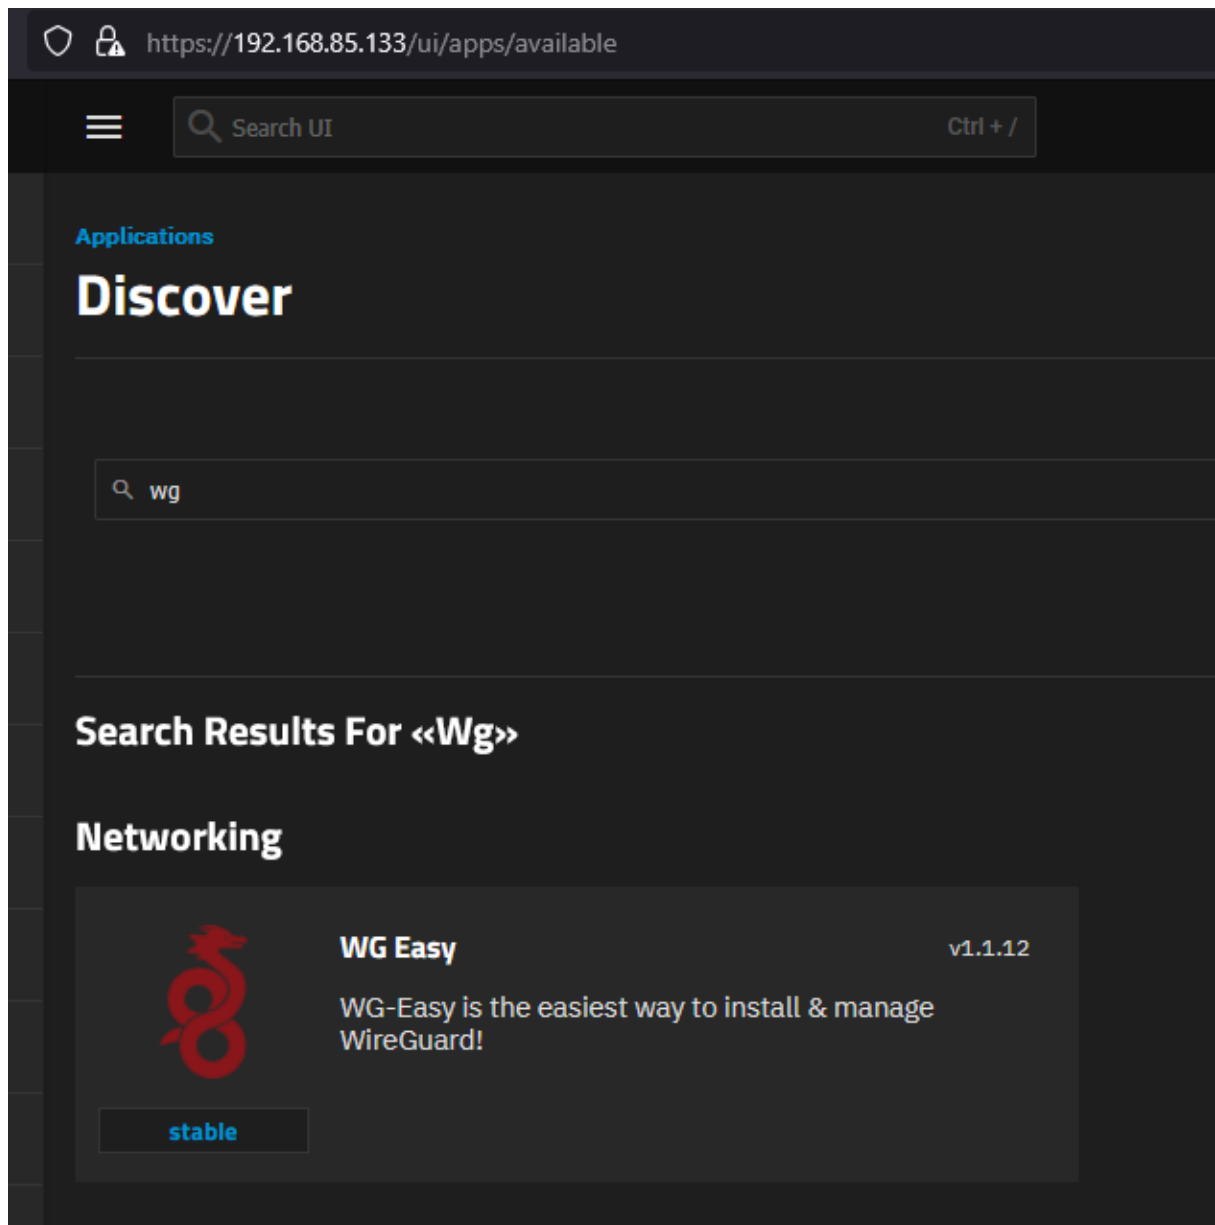 https://192.168.85.133/ui/apps/available
Search UI
Ctrl + /
Applications
Discover
wg
Search Results For «Wg»
Networking
WG Easy
v1.1.12
WG-Easy is the easiest way to install & manage
WireGuard!
stable